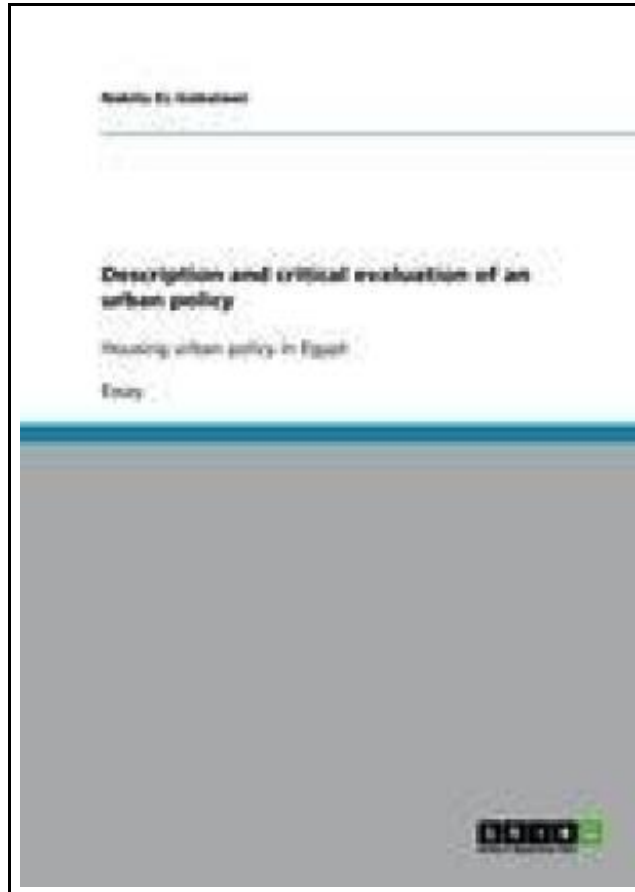 Description and critical evaluation of an
urban policy
Housing urban policy in Egypt
Essay